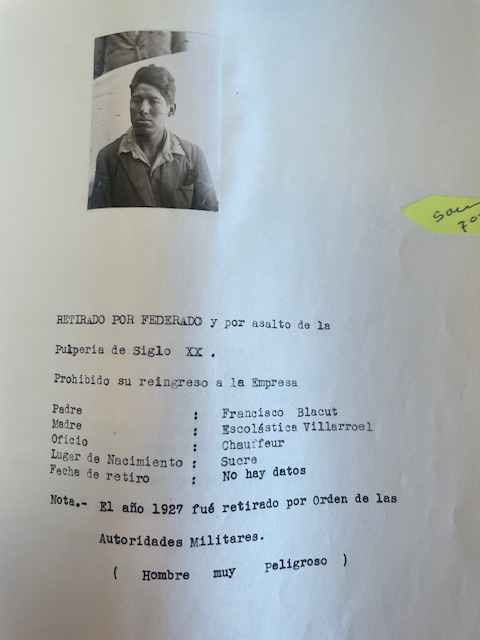 RETIRADO POR FEDERADO y por asalto de la
Pulpería de Siglo XX .
Prohibido su reingreso a la Empresa
Padre : Francisco Blacut
Madre : Escolástica Villarroel
Oficio : Chauffeur
Lugar de Nacimiento : Sucre
Fecha de retiro : No hay datos
Nota.- El año 1927 fué retirado por Orden de las
Autoridades Militares.
( Hombre muy Peligroso )